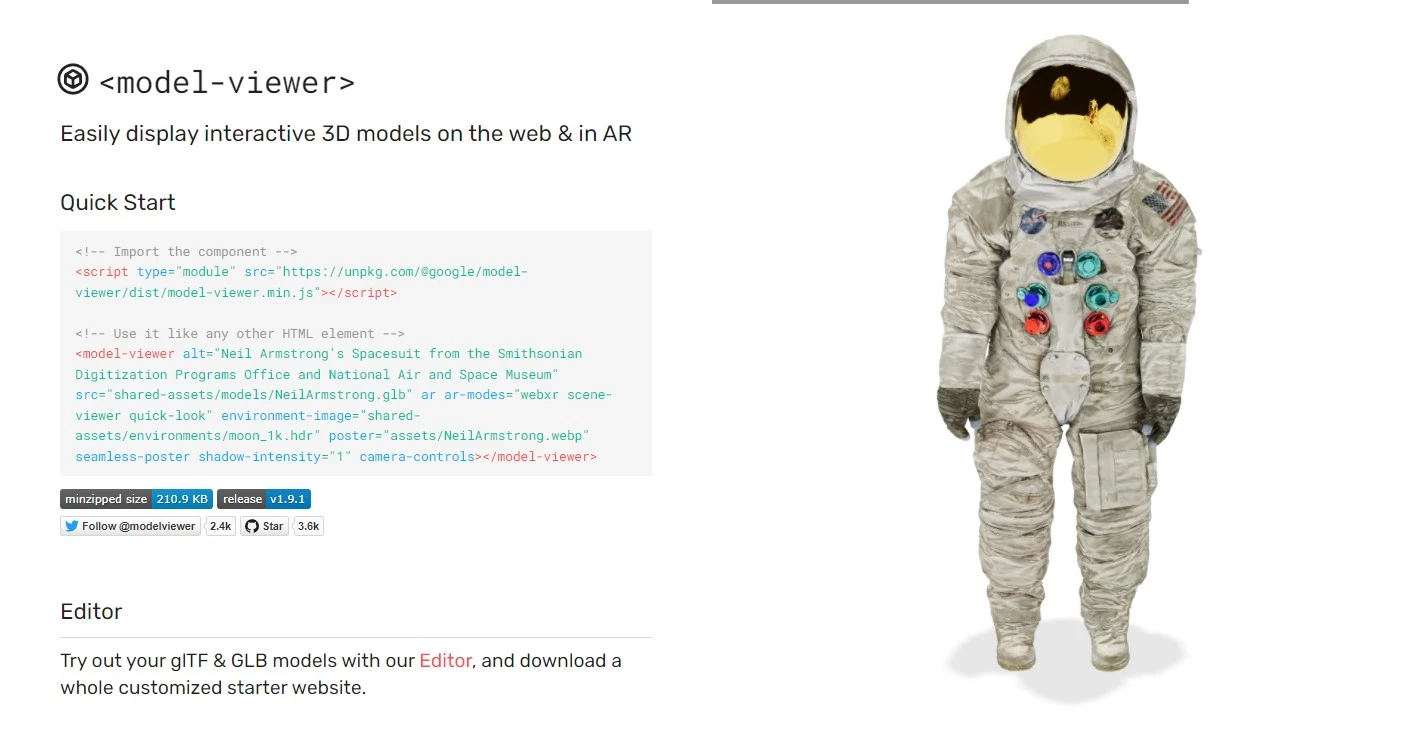 <model-viewer>
Easily display interactive 3D models on the web & in AR
Quick Start
<!-- Import the component -->
<script type="module" src="https://unpkg.com/@google/model-
viewer/dist/model-viewer.min.js"></script>
<!-- Use it like any other HTML element -->
<model-viewer alt="Neil Armstrong's Spacesuit from the Smithsonian
Digitization Programs Office and National Air and Space Museum"
src="shared-assets/models/NeilArmstrong.glb" ar ar-modes="webxr scene-
viewer quick-look" environment-image="shared-
assets/environments/moon_1k.hdr" poster="assets/NeilArmstrong.webp"
seamless-poster shadow-intensity="1" camera-controls></model-viewer>
minzipped size 210.9 KB release v1.9.1
Follow @modelviewer 2.4k Star 3.6k
Editor
Try out your glTF & GLB models with our Editor, and download a
whole customized starter website.